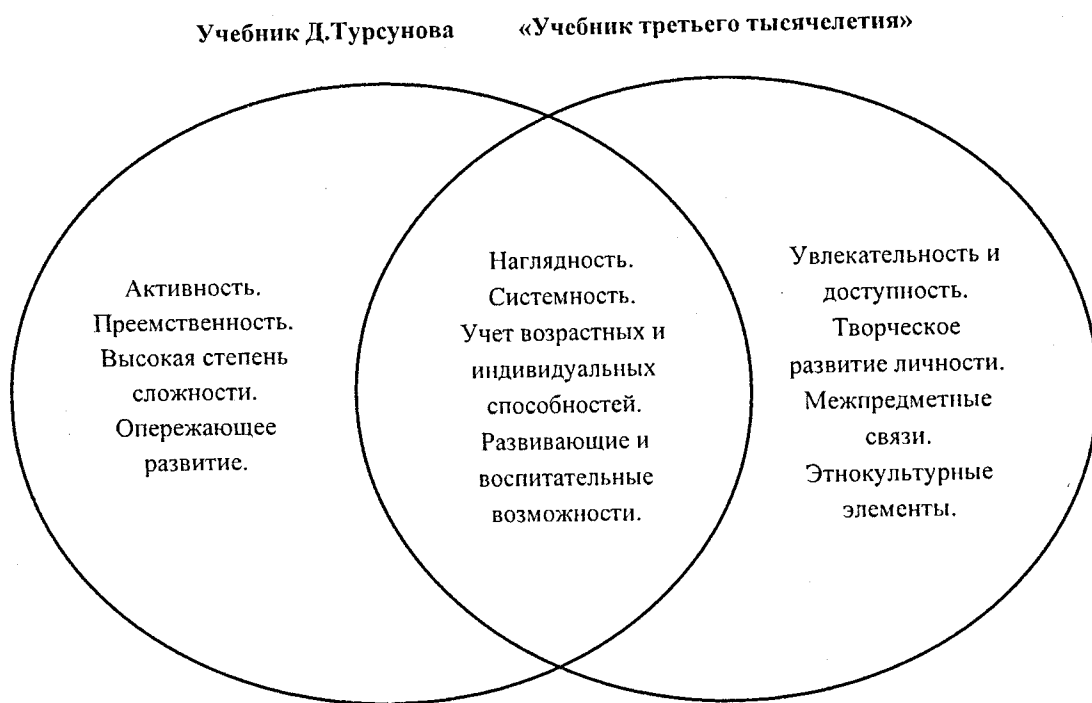 Учебник Д.Турсунова
«Учебник третьего тысячелетия»
Активность.
Преемственность.
Высокая степень
сложности.
Опережающее
развитие.
Наглядность.
Системность.
Учет возрастных и
индивидуальных
способностей.
Развивающие и
воспитательные
возможности.
Увлекательность и
доступность.
Творческое
развитие личности.
Межпредметные
связи.
Этнокультурные
элементы.